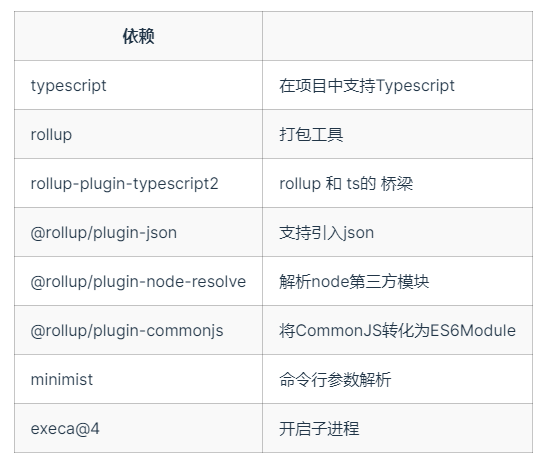 依赖
typescript 在项目中支持Typescript
rollup 打包工具
rollup-plugin-typescript2 rollup 和 ts的 桥梁
@rollup/plugin-json 支持引入json
@rollup/plugin-node-resolve 解析node第三方模块
@rollup/plugin-commonjs 将CommonJS转化为ES6Module
minimist 命令行参数解析
execa@4 开启子进程